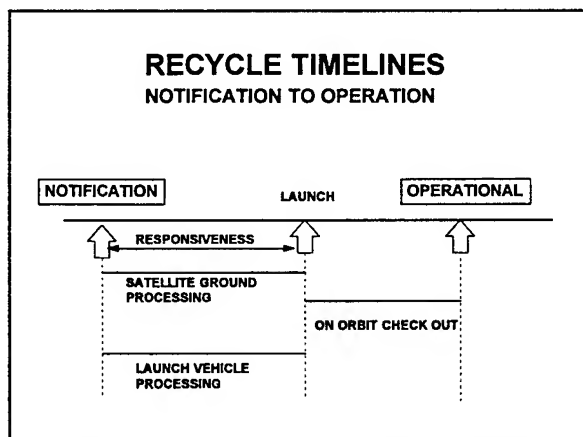 RECYCLE TIMELINES
NOTIFICATION TO OPERATION
NOTIFICATION
LAUNCH
OPERATIONAL
RESPONSIVENESS
SATELLITE GROUND
PROCESSING
ON ORBIT CHECK OUT
LAUNCH VEHICLE
PROCESSING